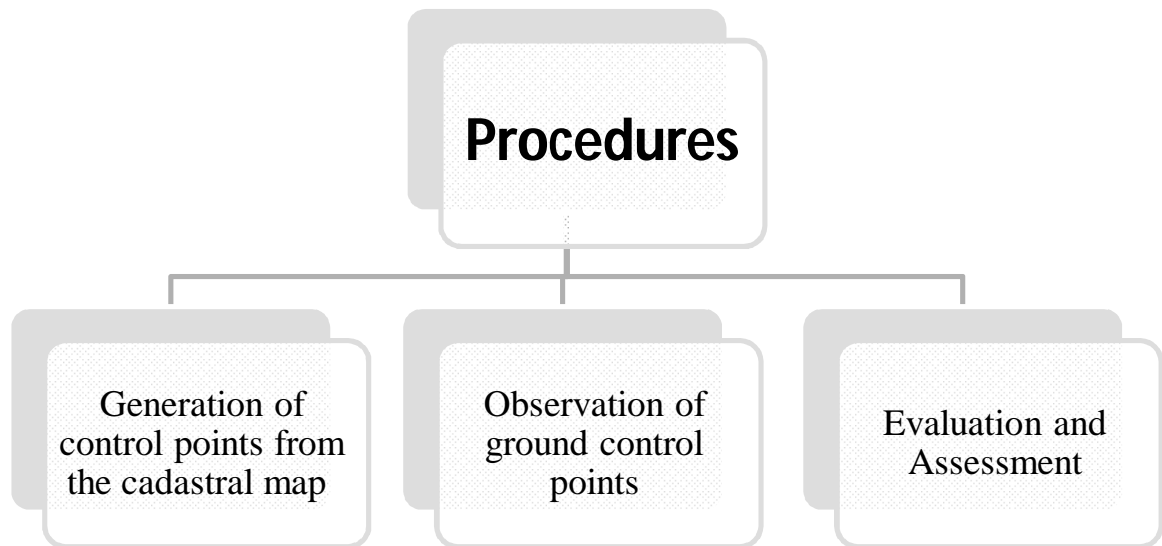 Procedures
Generation of
control points from
the cadastral map
Observation of
ground control
points
Evaluation and
Assessment